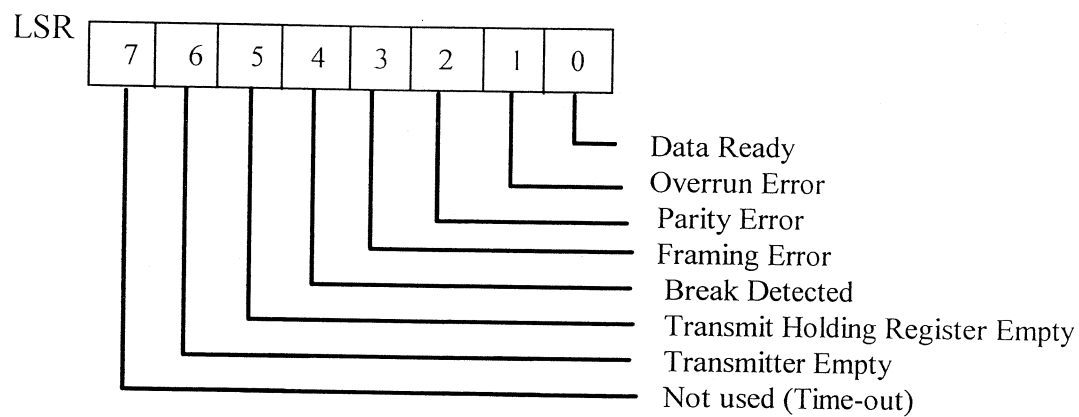 LSR
7 6 5 4 3 2 1 0
Data Ready
Overrun Error
Parity Error
Framing Error
Break Detected
Transmit Holding Register Empty
Transmitter Empty
Not used (Time-out)